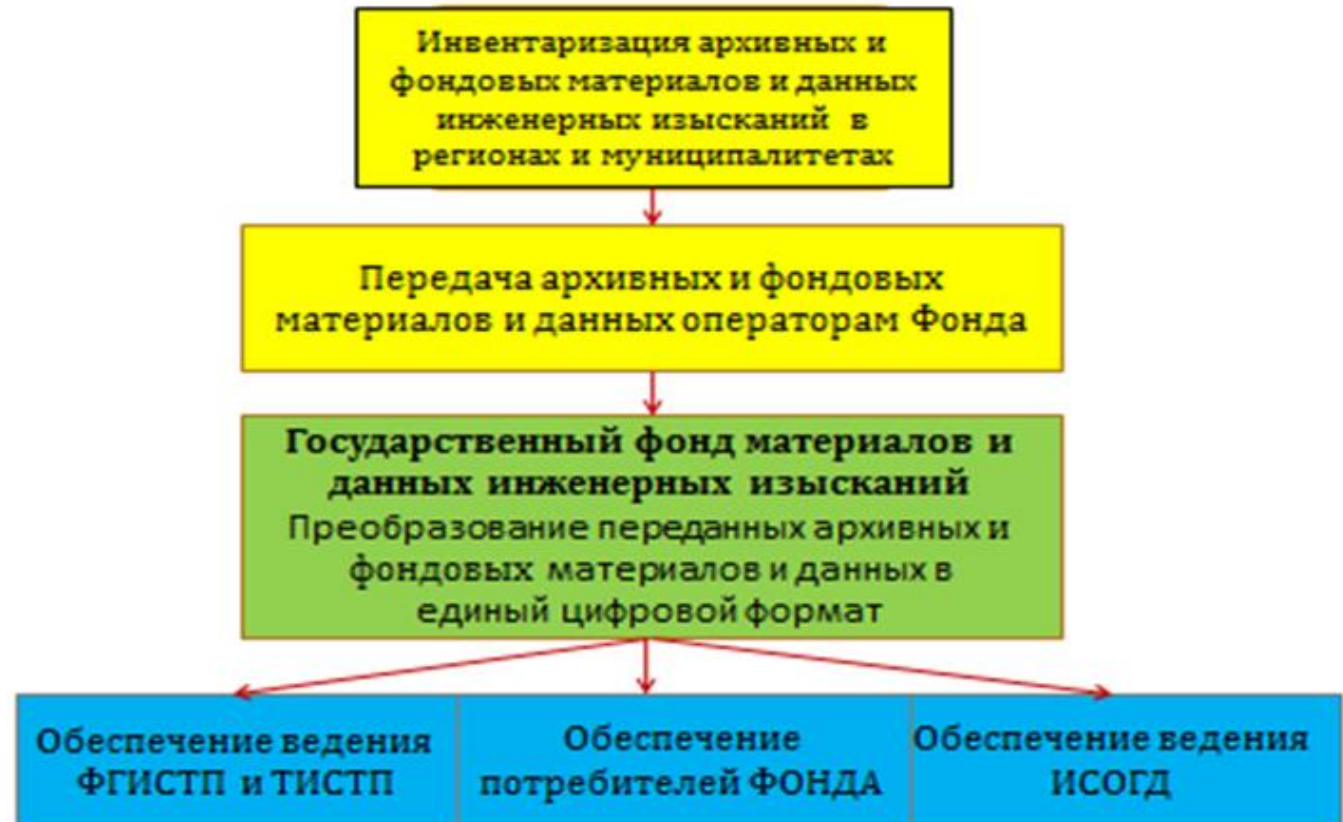 Инвентаризация архивных и
фондовых материалов и данных
инженерных изысканий в
регионах и муниципалитетах
Передача архивных и фондовых
материалов и данных операторам Фонда
Государственный фонд материалов и
данных инженерных изысканий
Преобразование переданных архивных и
фондовых материалов и данных в
единый цифровой формат
Обеспечение ведения
ФГИСТП и ТИСТП
Обеспечение
потребителей ФОНДА
Обеспечение ведения
ИСОГД